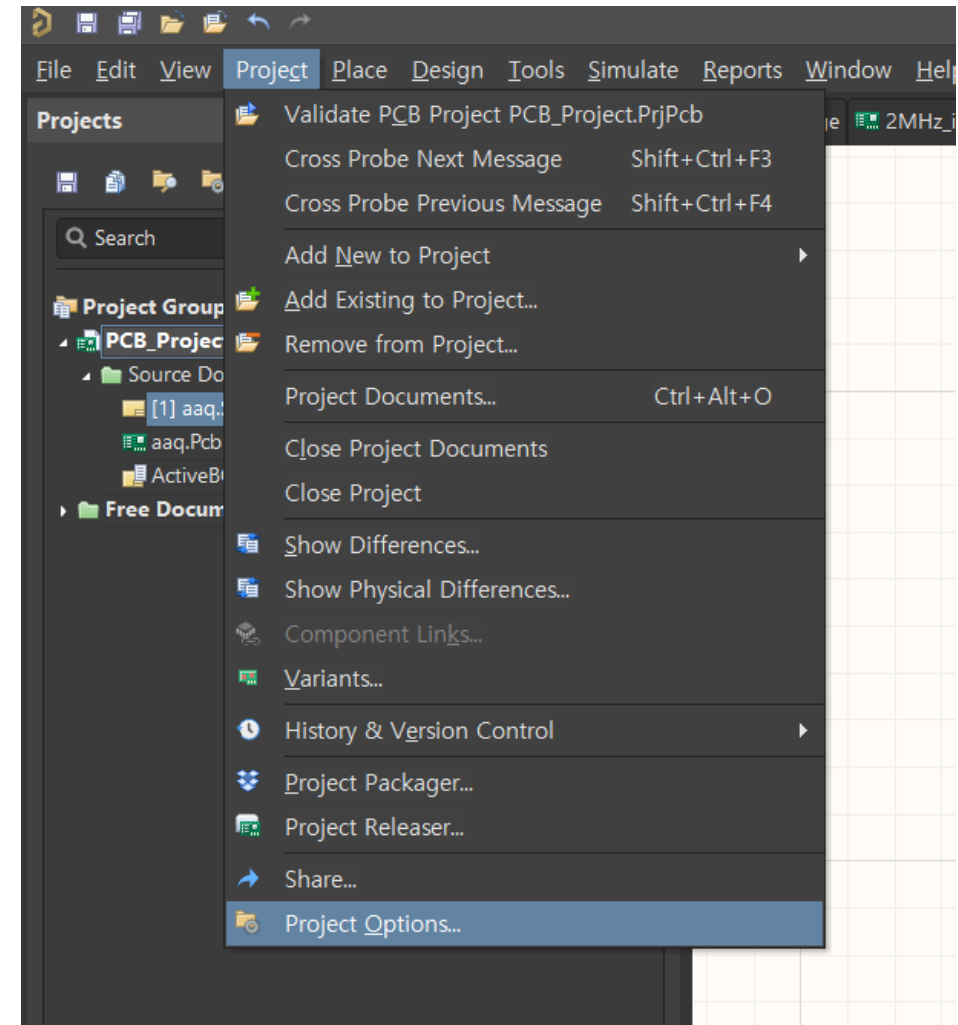 File Edit View Project Place Design Tools Simulate Reports Window Help
Projects
2MHz_i
Search
Project Group
PCB_Projec
Source Do
[1] aaq.
aaq.Pcb
ActiveB
Free Docum
Validate PCB Project PCB_Project.PrjPcb
Cross Probe Next Message Shift+Ctrl+F3
Cross Probe Previous Message Shift+Ctrl+F4
Add New to Project
Add Existing to Project...
Remove from Project...
Project Documents... Ctrl+Alt+O
Close Project Documents
Close Project
Show Differences...
Show Physical Differences...
Component Links...
Variants...
History & Version Control
Project Packager...
Project Releaser...
Share...
Project Options...